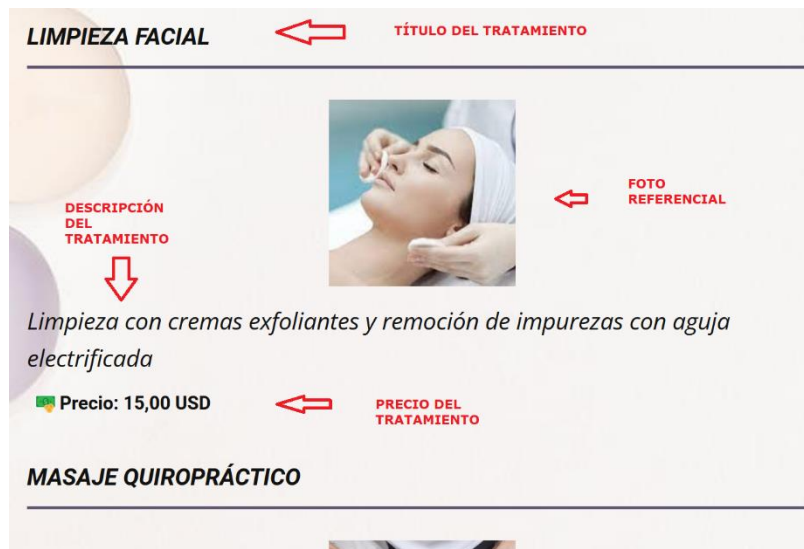 LIMPIEZA FACIAL
TÍTULO DEL TRATAMIENTO
FOTO
REFERENCIAL
DESCRIPCIÓN
DEL
TRATAMIENTO
Limpieza con cremas exfoliantes y remoción de impurezas con aguja
electrificada
Precio: 15,00 USD
PRECIO DEL
TRATAMIENTO
MASAJE QUIROPRÁCTICO